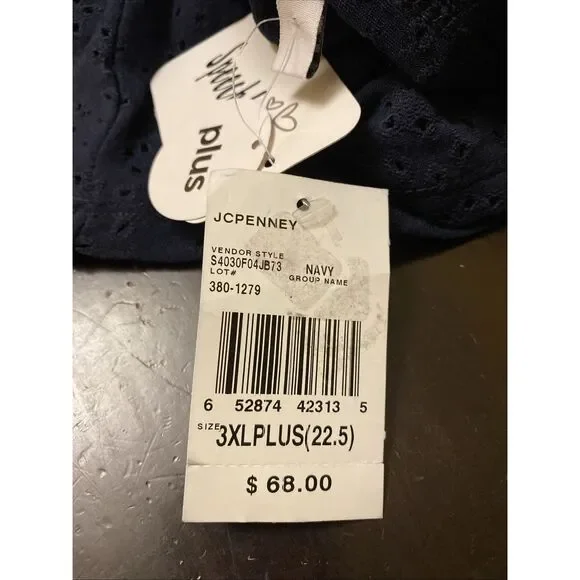 plus
JCPENNEY
VENDOR STYLE
S4030F04JB73 NAVY
LOT# GROUP NAME
380-1279
6 52874 42313 5
SIZE 3XLPLUS(22.5)
$ 68.00